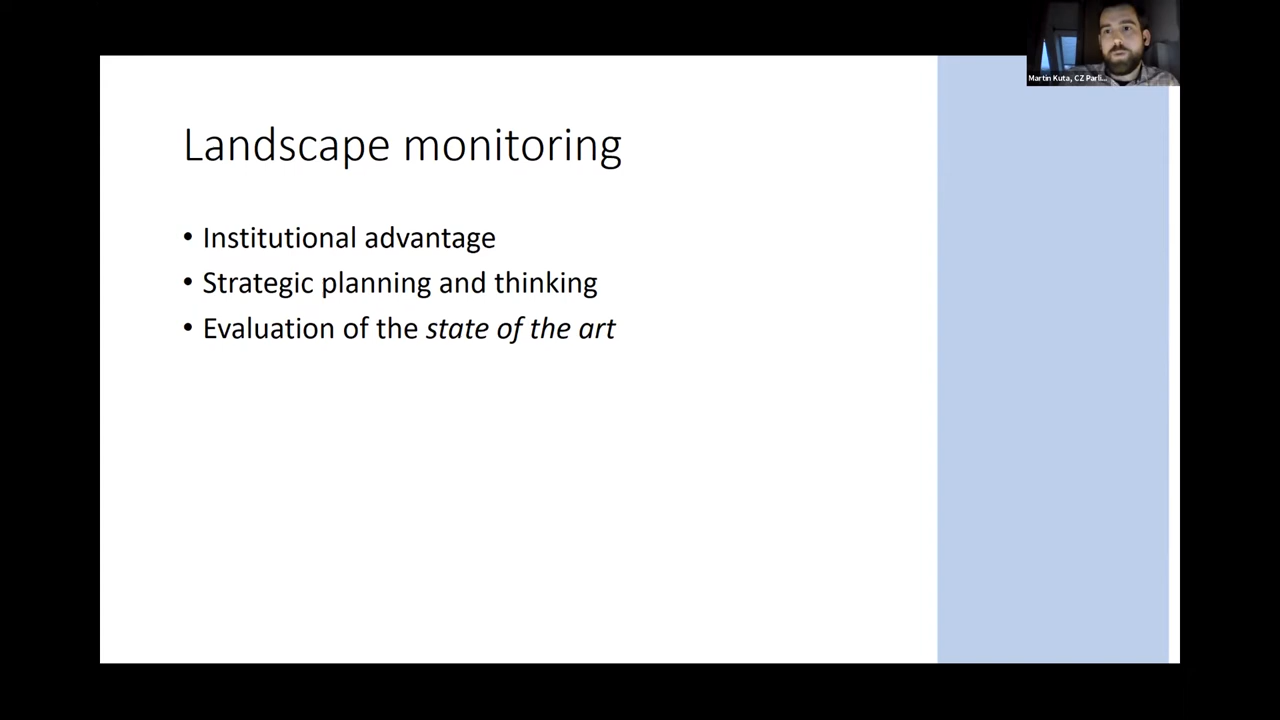 Martin Kuta, CZ Parli...
Landscape monitoring
• Institutional advantage
• Strategic planning and thinking
• Evaluation of the state of the art